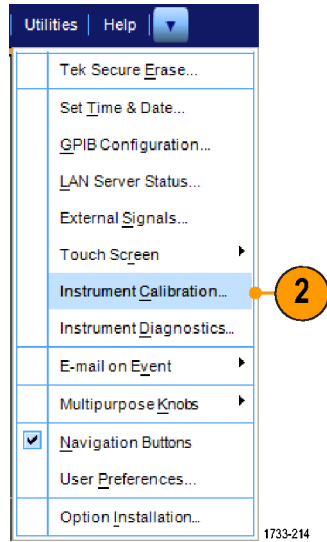 Utilities Help
Tek Secure Erase...
Set Time & Date...
GPIB Configuration...
LAN Server Status...
External Signals...
Touch Screen
Instrument Calibration...
2
Instrument Diagnostics...
E-mail on Event
Multipurpose Knobs
Navigation Buttons
User Preferences...
Option Installation...
1733-214